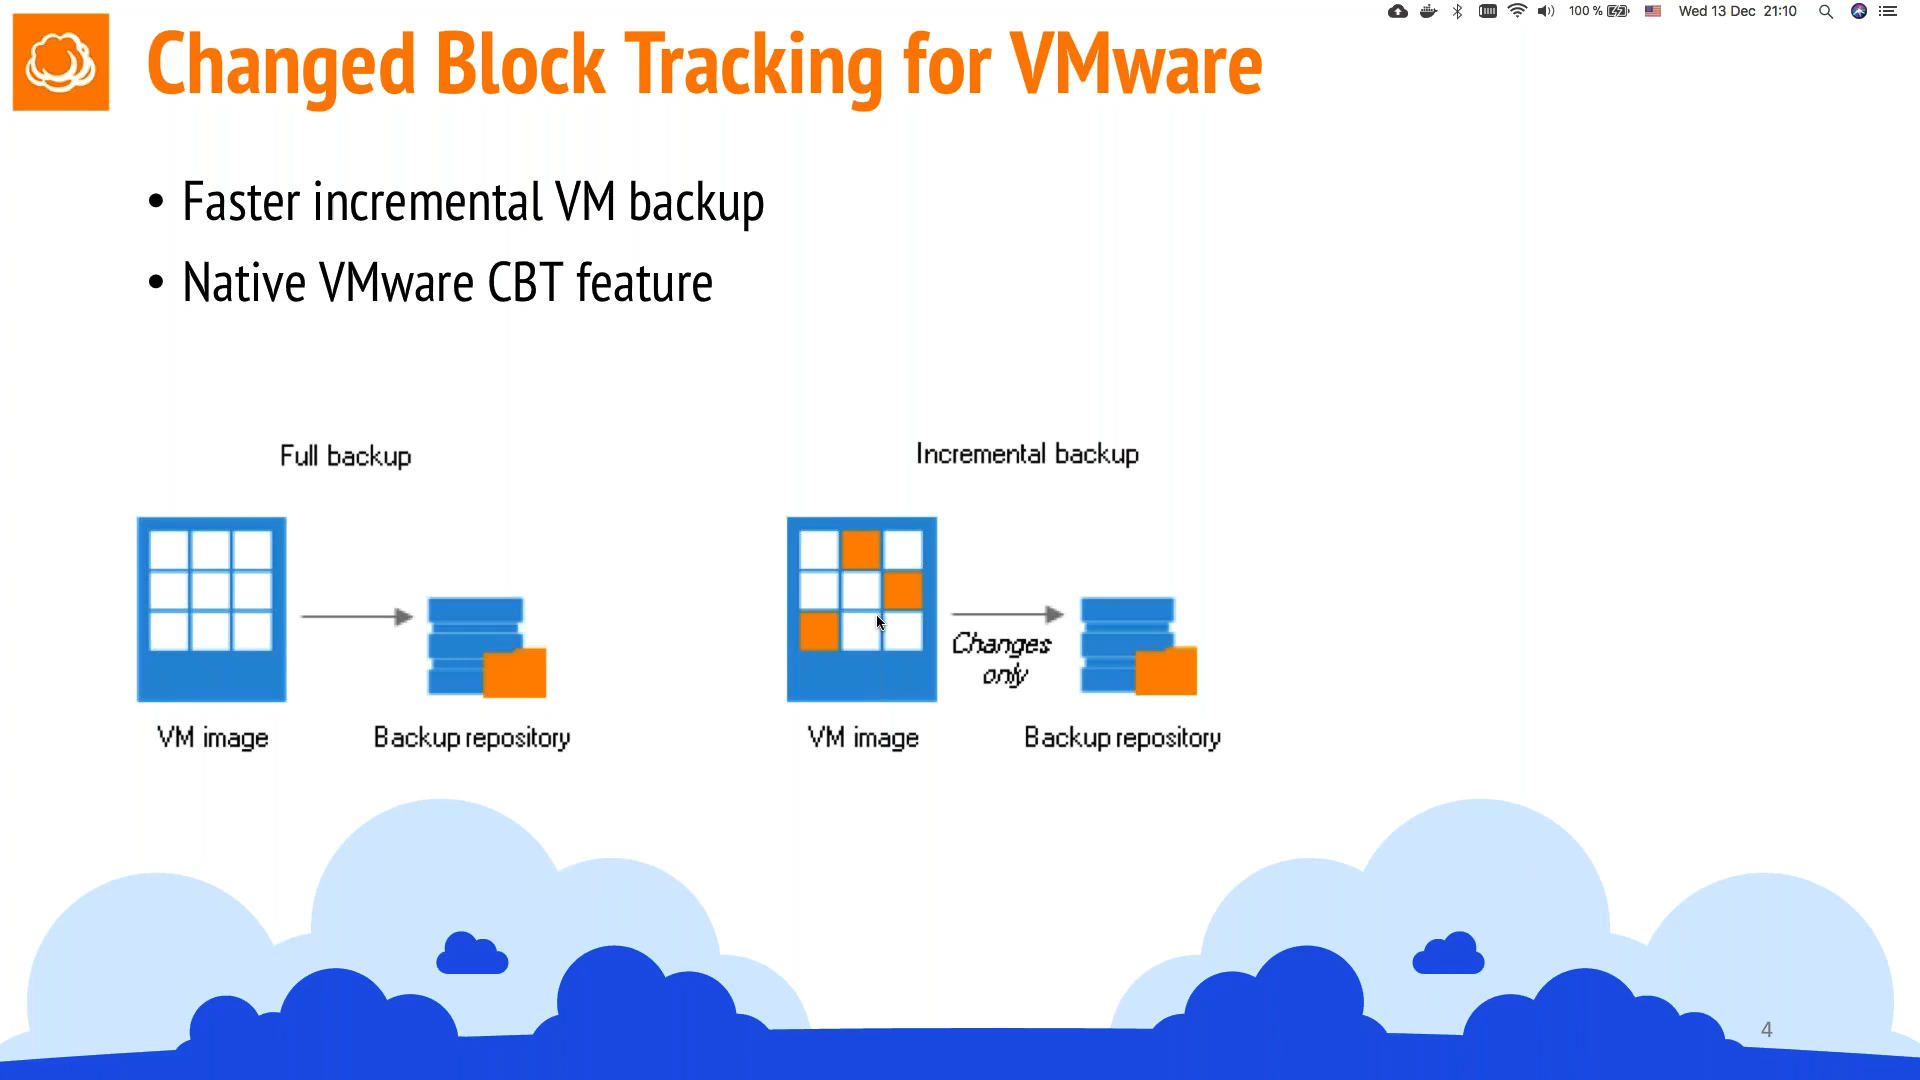 100 %
Wed 13 Dec 21:10
Changed Block Tracking for VMware
• Faster incremental VM backup
• Native VMware CBT feature
Full backup
Incremental backup
Changes
only
VM image
Backup repository
VM image
Backup repository
4